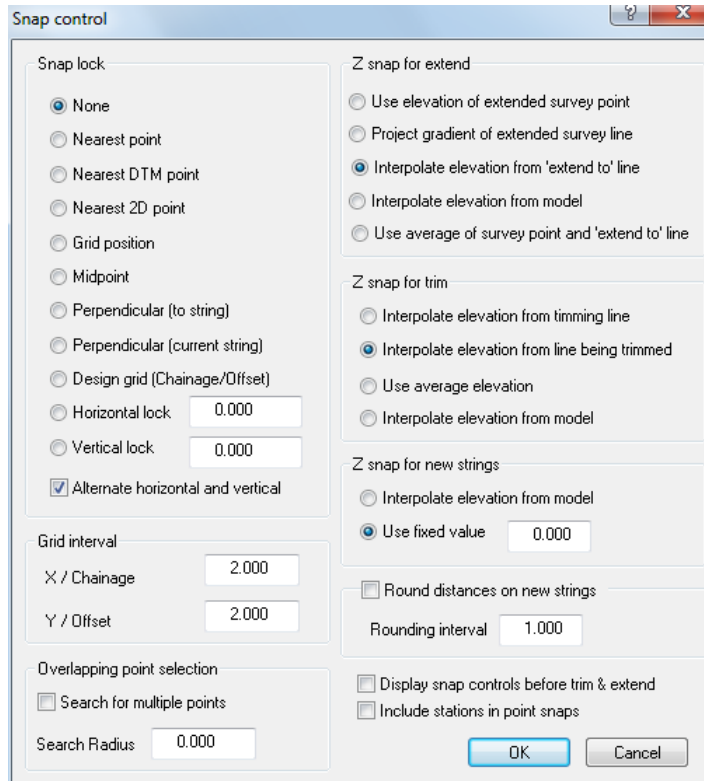 Snap control
Snap lock
None
Nearest point
Nearest DTM point
Nearest 2D point
Grid position
Midpoint
Perpendicular (to string)
Perpendicular (current string)
Design grid (Chainage/Offset)
Horizontal lock 0.000
Vertical lock 0.000
Alternate horizontal and vertical
Grid interval
X / Chainage 2.000
Y / Offset 2.000
Overlapping point selection
Search for multiple points
Search Radius 0.000
Z snap for extend
Use elevation of extended survey point
Project gradient of extended survey line
Interpolate elevation from 'extend to' line
Interpolate elevation from model
Use average of survey point and 'extend to' line
Z snap for trim
Interpolate elevation from timming line
Interpolate elevation from line being trimmed
Use average elevation
Interpolate elevation from model
Z snap for new strings
Interpolate elevation from model
Use fixed value 0.000
Round distances on new strings
Rounding interval 1.000
Display snap controls before trim & extend
Include stations in point snaps
OK Cancel